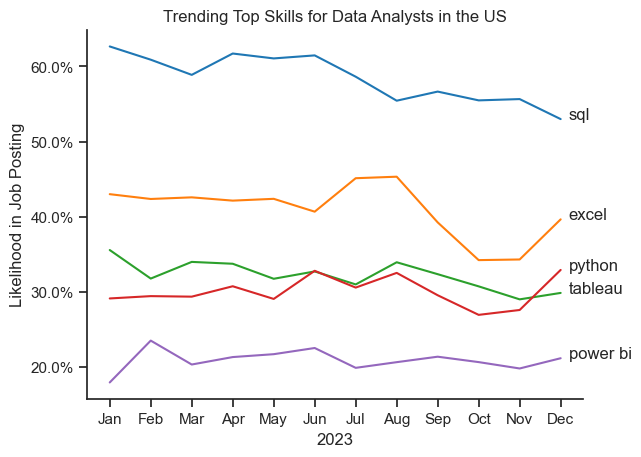 Trending Top Skills for Data Analysts in the US
Likelihood in Job Posting
60.0%
50.0%
40.0%
30.0%
20.0%
sql
excel
python
tableau
power bi
Jan Feb Mar Apr May Jun Jul Aug Sep Oct Nov Dec
2023